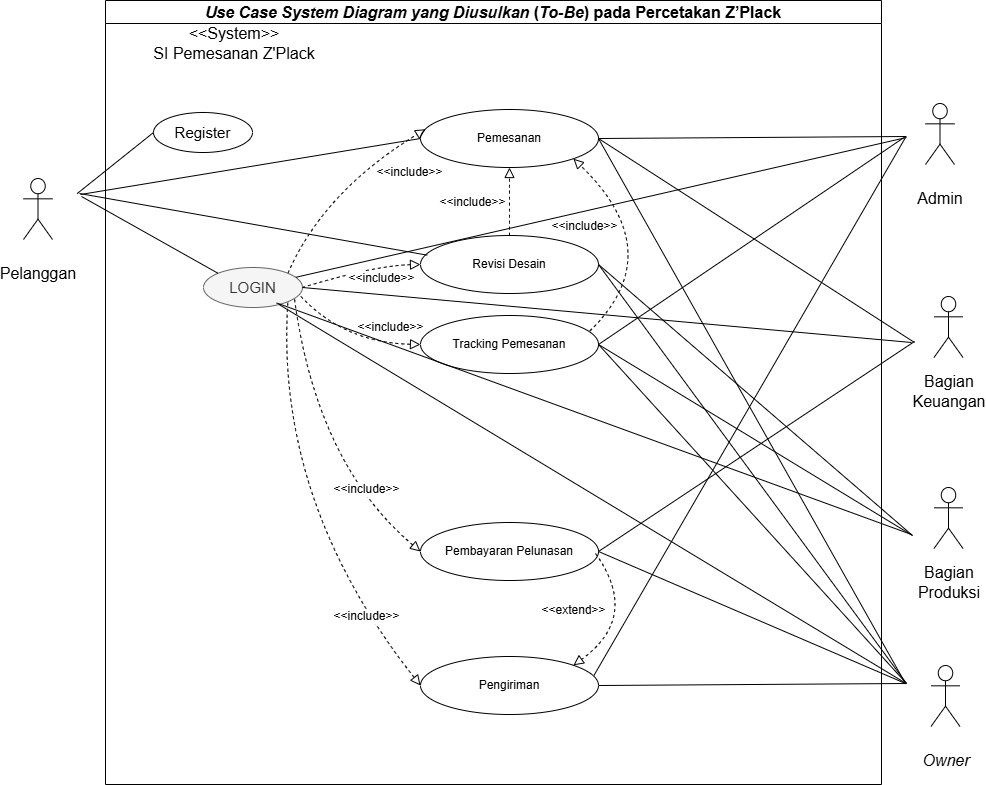 Use Case System Diagram yang Diusulkan (To-Be) pada Percetakan Z'Plack
<<System>>
SI Pemesanan Z'Plack
Register
Pemesanan
Admin
<<include>>
<<include>>
<<include>>
Pelanggan
Revisi Desain
<<include>>
LOGIN
<<include>>
Tracking Pemesanan
Bagian
Keuangan
<<include>>
Pembayaran Pelunasan
Bagian
Produksi
<<extend>>
<<include>>
Pengiriman
Owner